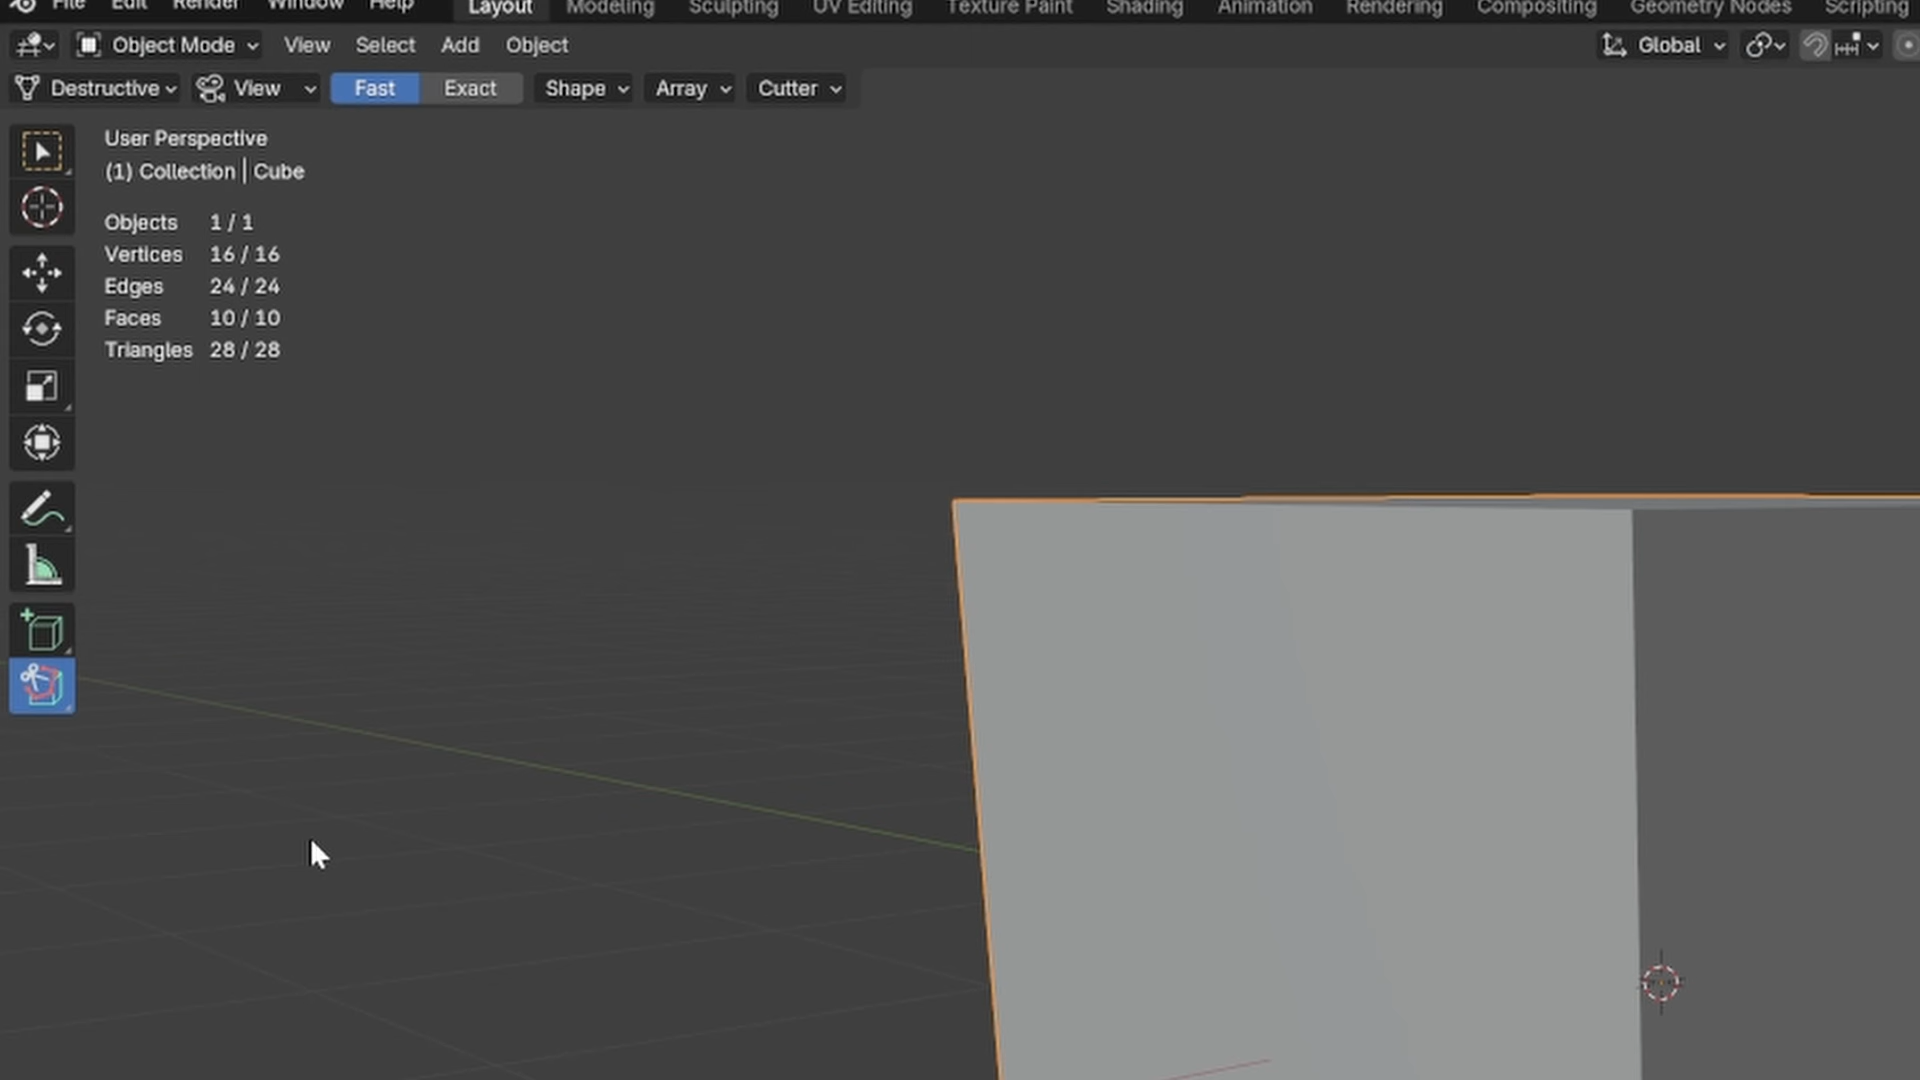 File Edit Render Window Help Layout Modeling Sculpting UV Editing Texture Paint Shading Animation Rendering Compositing Geometry Nodes Scripting
Object Mode View Select Add Object Global
Destructive View Fast Exact Shape Array Cutter
User Perspective
(1) Collection | Cube
Objects 1 / 1
Vertices 16 / 16
Edges 24 / 24
Faces 10 / 10
Triangles 28 / 28